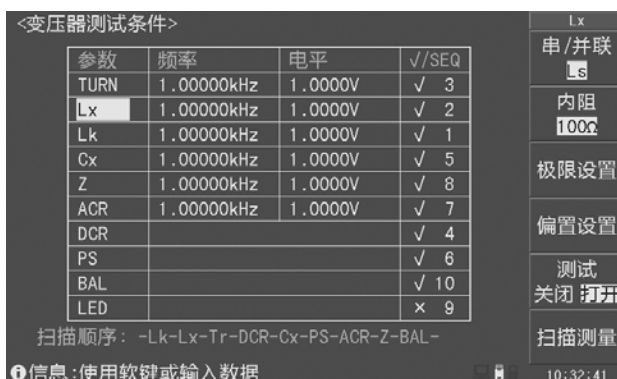 <变压器测试条件>
参数 频率 电平 √/SEQ
TURN 1.00000kHz 1.0000V √ 3
Lx 1.00000kHz 1.0000V √ 2
Lk 1.00000kHz 1.0000V √ 1
Cx 1.00000kHz 1.0000V √ 5
Z 1.00000kHz 1.0000V √ 8
ACR 1.00000kHz 1.0000V √ 7
DCR √ 4
PS √ 6
BAL √ 10
LED × 9
扫描顺序: -Lk-Lx-Tr-DCR-Cx-PS-ACR-Z-BAL-
信息:使用软键或输入数据
Lx
串/并联
Ls
内阻
100Ω
极限设置
偏置设置
测试
关闭 打开
扫描测量
10:32:41